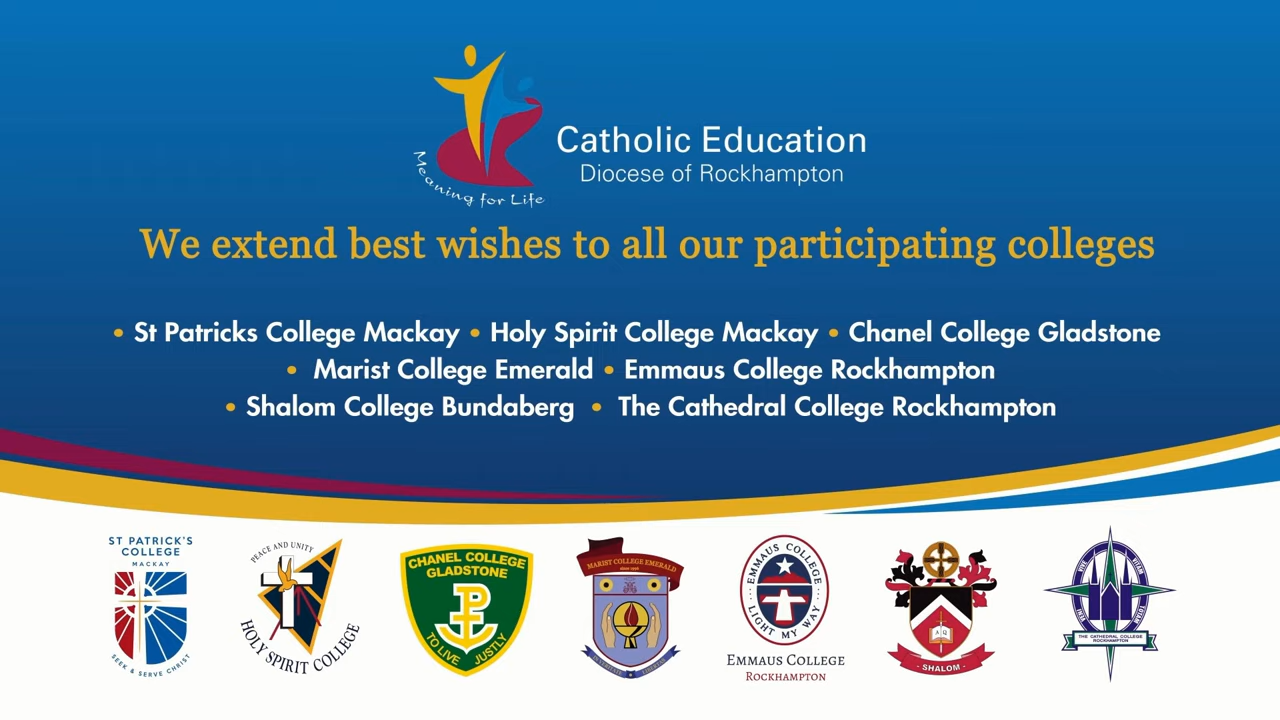 Catholic Education
Diocese of Rockhampton
Meaning for Life
We extend best wishes to all our participating colleges
• St Patricks College Mackay • Holy Spirit College Mackay • Chanel College Gladstone
• Marist College Emerald • Emmaus College Rockhampton
• Shalom College Bundaberg • The Cathedral College Rockhampton
ST PATRICK'S
COLLEGE
MACKAY
SEEK & SERVE CHRIST
PEACE AND UNITY
HOLY SPIRIT COLLEGE
CHANEL COLLEGE
GLADSTONE
TO LIVE JUSTLY
MARIST COLLEGE EMERALD
EMMAUS COLLEGE
LIGHT MY WAY
EMMAUS COLLEGE
ROCKHAMPTON
A Ω
- SHALOM -
THE CATHEDRAL COLLEGE
ROCKHAMPTON